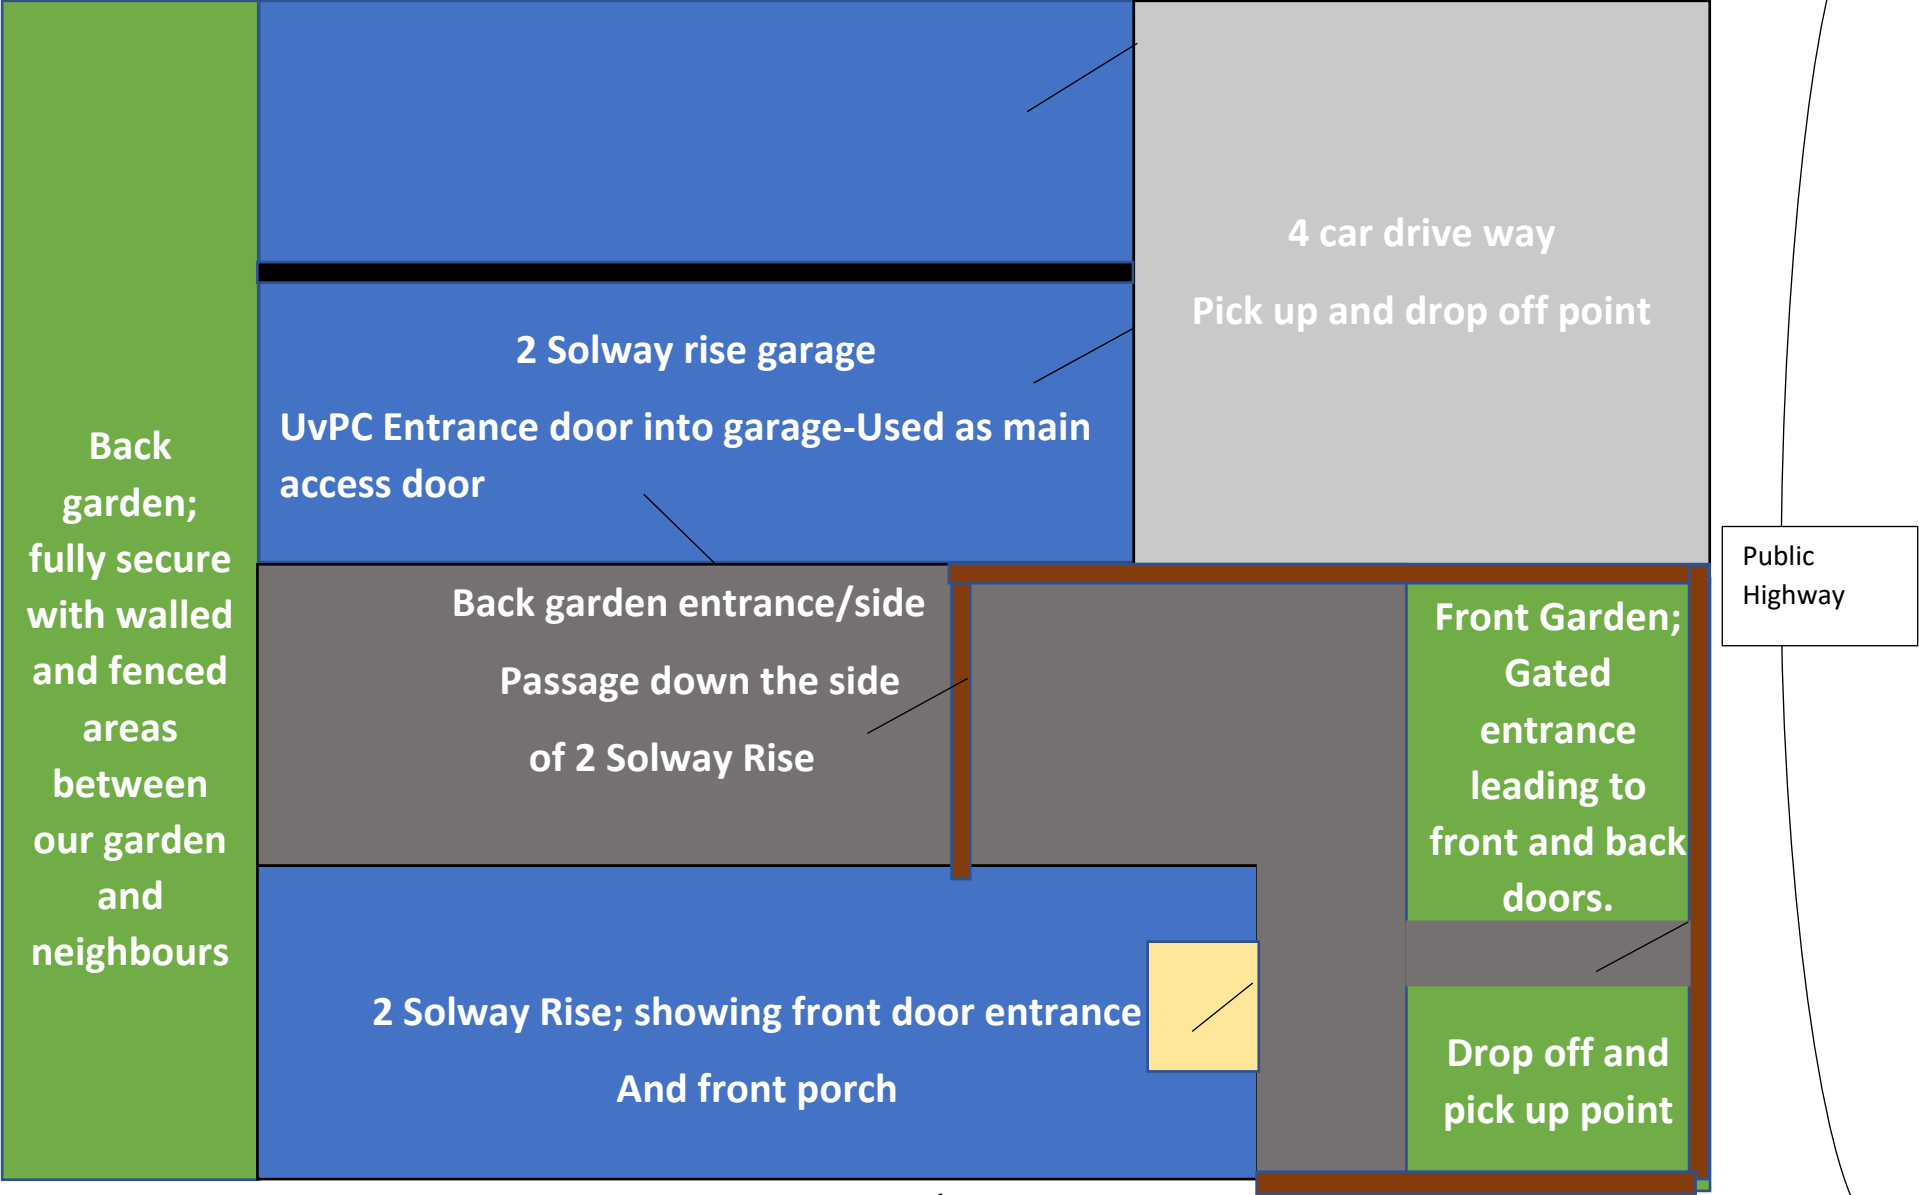 4 car drive way
Pick up and drop off point
2 Solway rise garage
UvPC Entrance door into garage-Used as main
access door
Back
garden;
fully secure
with walled
and fenced
areas
between
our garden
and
neighbours
Public
Highway
Back garden entrance/side
Passage down the side
of 2 Solway Rise
Front Garden;
Gated
entrance
leading to
front and back
doors.
2 Solway Rise; showing front door entrance
And front porch
Drop off and
pick up point